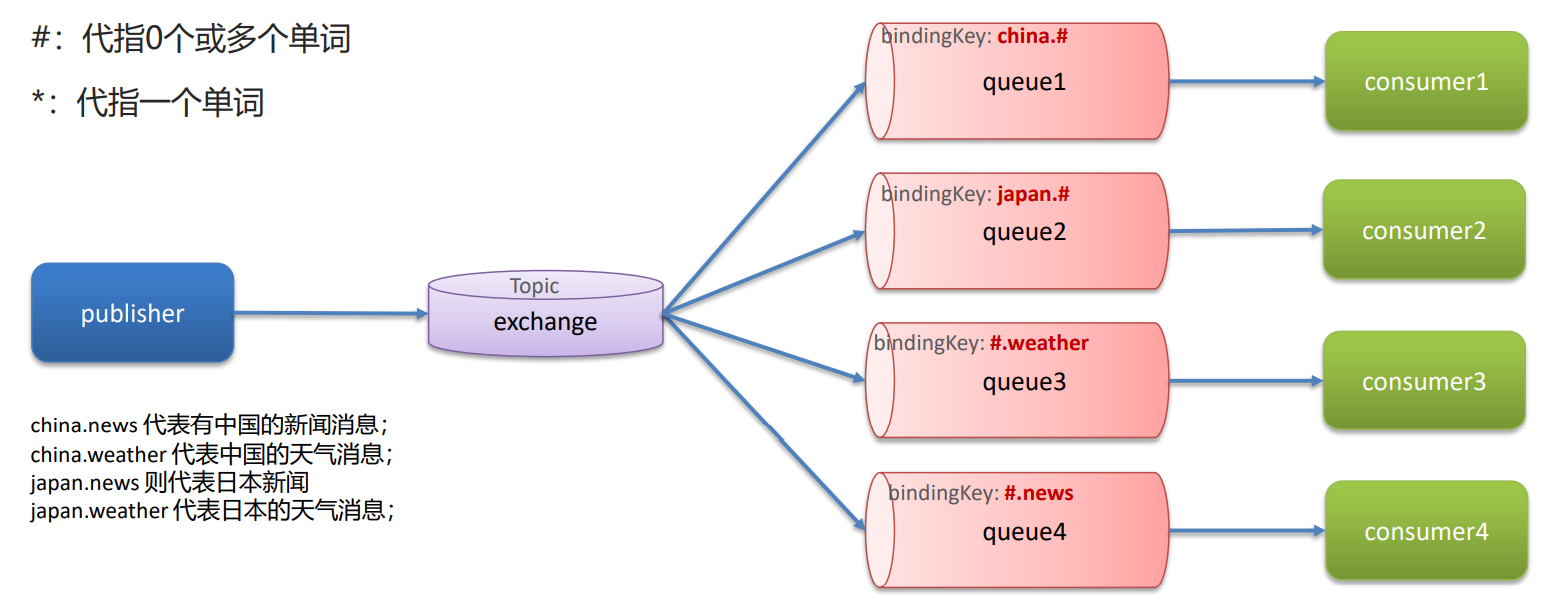 #：代指0个或多个单词
*：代指一个单词
bindingKey: china.#
queue1
consumer1
bindingKey: japan.#
queue2
consumer2
publisher
Topic
exchange
bindingKey: #.weather
queue3
consumer3
china.news 代表有中国的新闻消息；
china.weather 代表中国的天气消息；
japan.news 则代表日本新闻
japan.weather 代表日本的天气消息；
bindingKey: #.news
queue4
consumer4